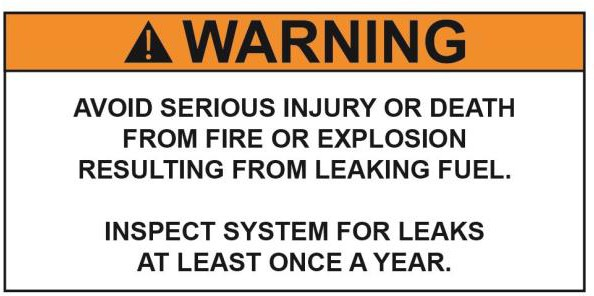 WARNING
AVOID SERIOUS INJURY OR DEATH
FROM FIRE OR EXPLOSION
RESULTING FROM LEAKING FUEL.
INSPECT SYSTEM FOR LEAKS
AT LEAST ONCE A YEAR.